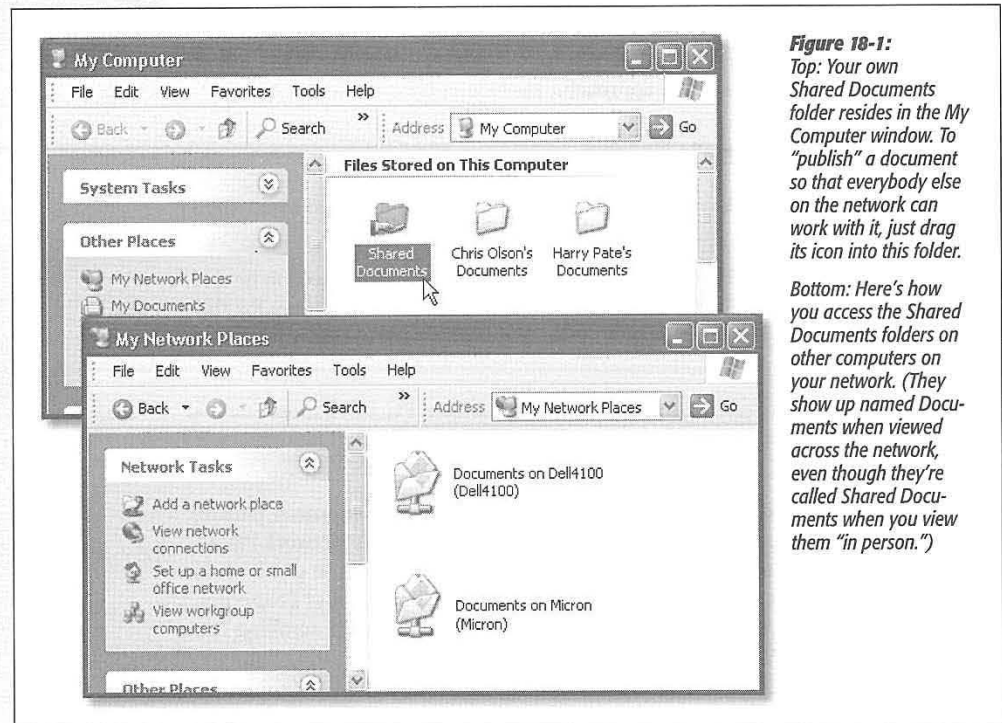 My Computer
File Edit View Favorites Tools Help
Back Search » Address My Computer Go
System Tasks
Other Places
My Network Places
My Documents
Files Stored on This Computer
Shared
Documents
Chris Olson's
Documents
Harry Pate's
Documents
My Network Places
File Edit View Favorites Tools Help
Back Search » Address My Network Places Go
Network Tasks
Add a network place
View network
connections
Set up a home or small
office network
View workgroup
computers
Other Places
Documents on Dell4100
(Dell4100)
Documents on Micron
(Micron)
Figure 18-1:
Top: Your own
Shared Documents
folder resides in the My
Computer window. To
"publish" a document
so that everybody else
on the network can
work with it, just drag
its icon into this folder.
Bottom: Here's how
you access the Shared
Documents folders on
other computers on
your network. (They
show up named Docu-
ments when viewed
across the network,
even though they're
called Shared Docu-
ments when you view
them "in person.")